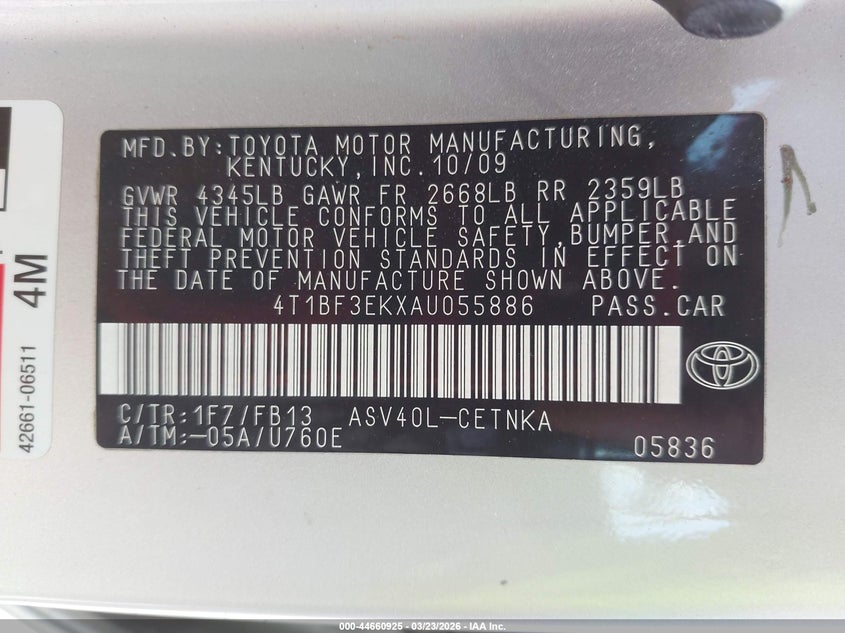 MFD.BY:TOYOTA MOTOR MANUFACTURING,
KENTUCKY,INC.10/09
GVWR 4345LB GAWR FR 2668LB RR 2359LB
THIS VEHICLE CONFORMS TO ALL APPLICABLE
FEDERAL MOTOR VEHICLE SAFETY,BUMPER,AND
THEFT PREVENTION STANDARDS IN EFFECT ON
THE DATE OF MANUFACTURE SHOWN ABOVE.
4T1BF3EKXAU055886 PASS.CAR
C/TR:1F7/FB13 ASV40L-CETNKA
A/TM:-05A/U760E
05836
4M
42661-06511
000-44660925 - 03/23/2026 - IAA Inc.